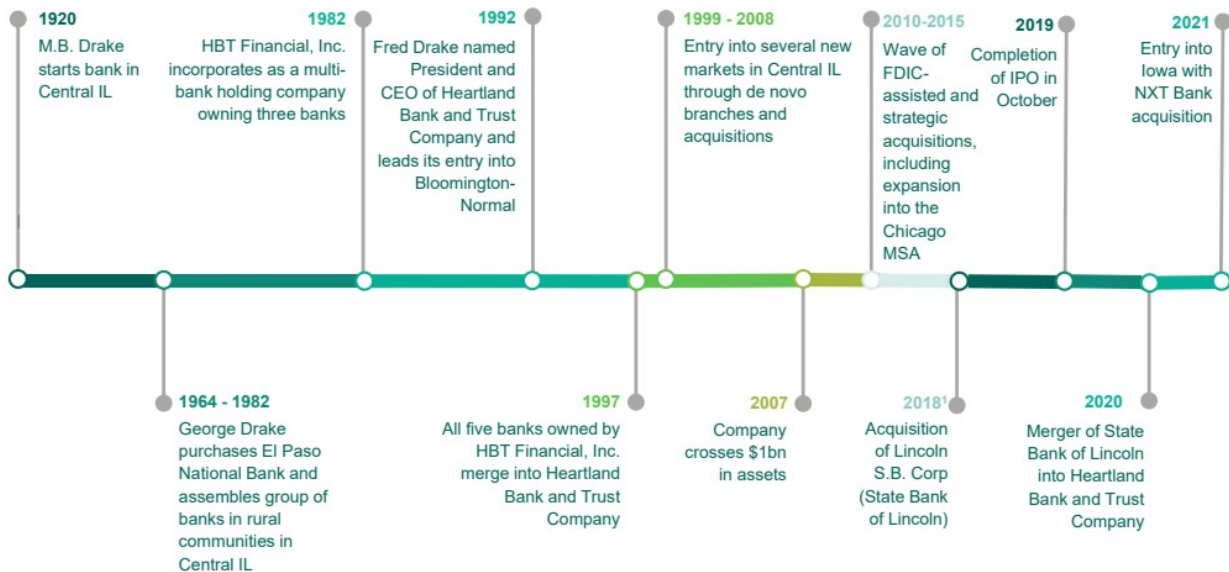 1920
M.B. Drake
starts bank in
Central IL
1982
HBT Financial, Inc.
incorporates as a multi-
bank holding company
owning three banks
1992
Fred Drake named
President and
CEO of Heartland
Bank and Trust
Company and
leads its entry into
Bloomington-
Normal
1999 - 2008
Entry into several new
markets in Central IL
through de novo
branches and
acquisitions
2010-2015
Wave of
FDIC-
assisted and
strategic
acquisitions,
including
expansion
into the
Chicago
MSA
2019
Completion
of IPO in
October
2021
Entry into
Iowa with
NXT Bank
acquisition
1964 - 1982
George Drake
purchases El Paso
National Bank and
assembles group of
banks in rural
communities in
Central IL
1997
All five banks owned by
HBT Financial, Inc.
merge into Heartland
Bank and Trust
Company
2007
Company
crosses $1bn
in assets
2018¹
Acquisition
of Lincoln
S.B. Corp
(State Bank
of Lincoln)
2020
Merger of State
Bank of Lincoln
into Heartland
Bank and Trust
Company